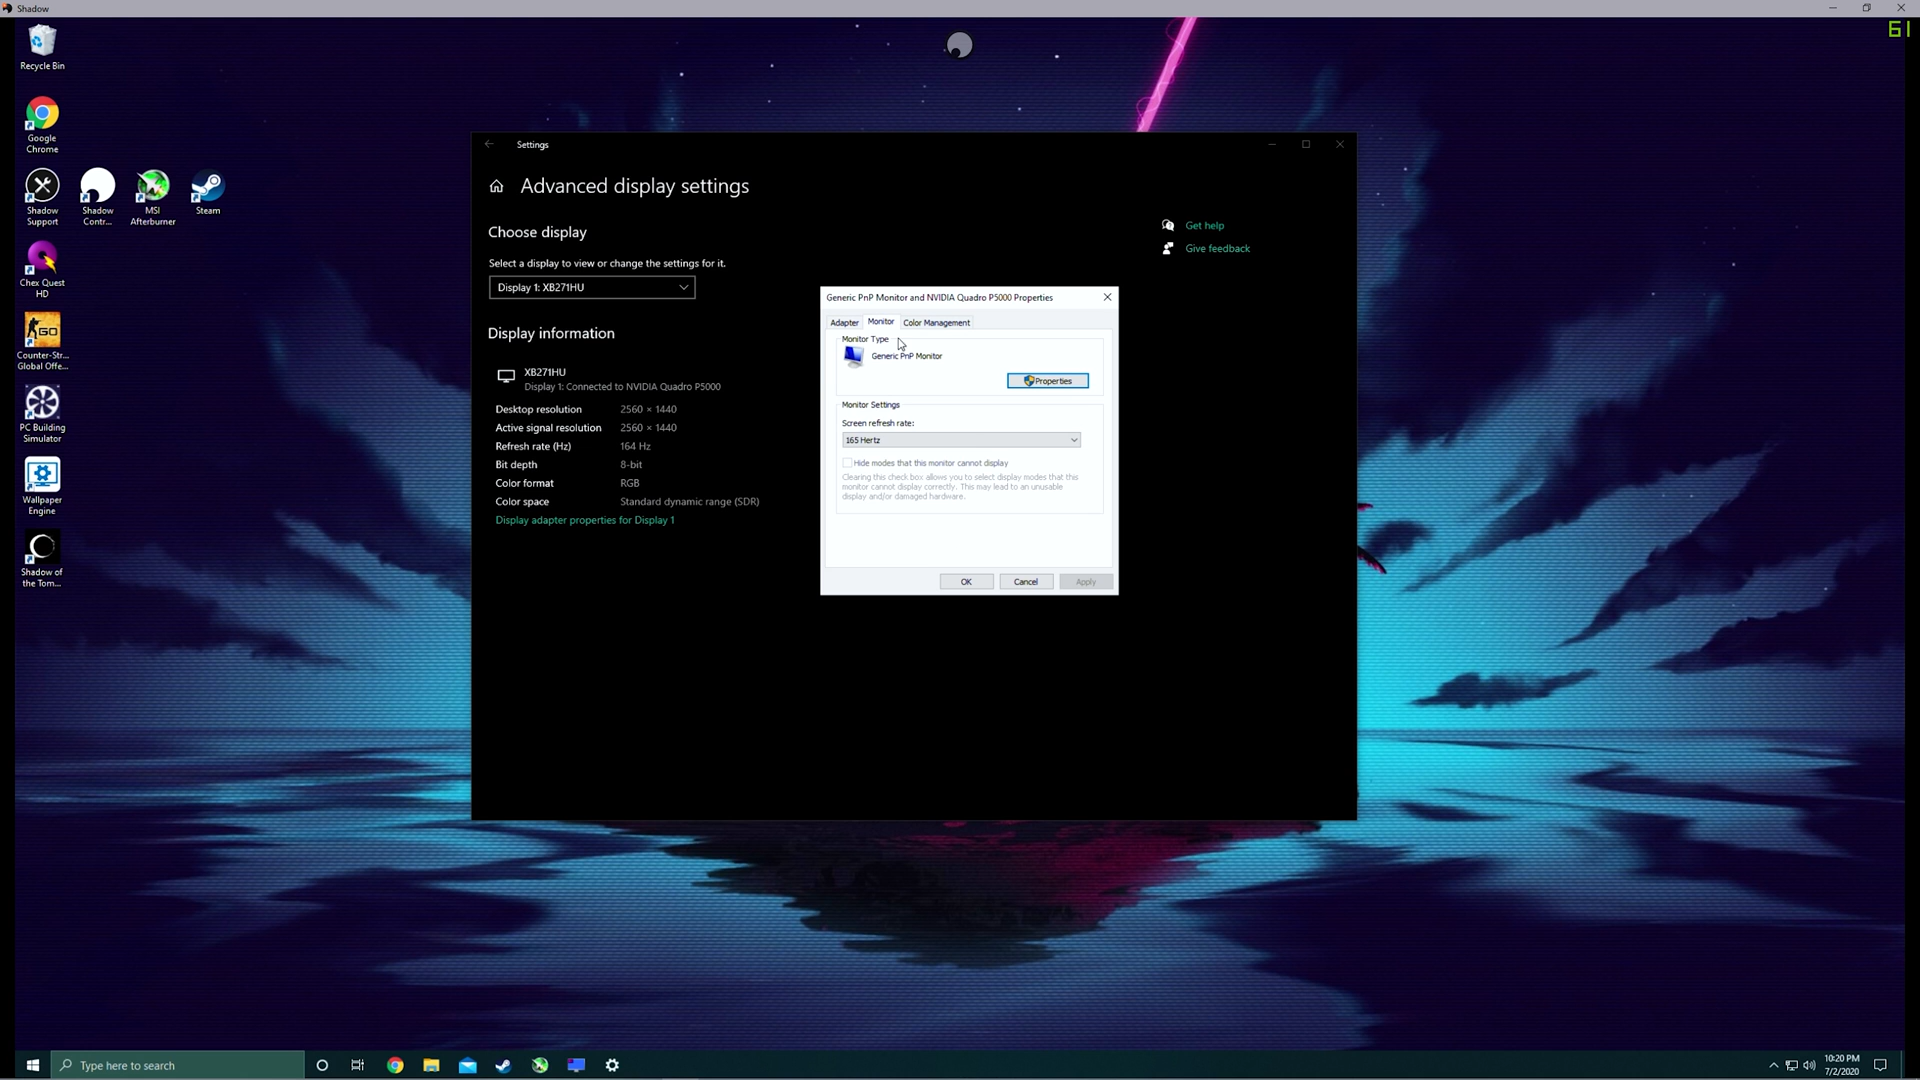 Shadow
61
Recycle Bin
Google
Chrome
Shadow
Support
Shadow
Contr...
MSI
Afterburner
Steam
Chex Quest
HD
Counter-Str...
Global Offe...
PC Building
Simulator
Wallpaper
Engine
Shadow of
the Tom...
Settings
Advanced display settings
Choose display
Select a display to view or change the settings for it.
Display 1: XB271HU
Display information
XB271HU
Display 1: Connected to NVIDIA Quadro P5000
Desktop resolution 2560 × 1440
Active signal resolution 2560 × 1440
Refresh rate (Hz) 164 Hz
Bit depth 8-bit
Color format RGB
Color space Standard dynamic range (SDR)
Display adapter properties for Display 1
Get help
Give feedback
Generic PnP Monitor and NVIDIA Quadro P5000 Properties
Adapter Monitor Color Management
Monitor Type
Generic PnP Monitor
Properties
Monitor Settings
Screen refresh rate:
165 Hertz
Hide modes that this monitor cannot display
Clearing this check box allows you to select display modes that this
monitor cannot display correctly. This may lead to an unusable
display and/or damaged hardware.
OK Cancel Apply
Type here to search
10:20 PM
7/2/2020